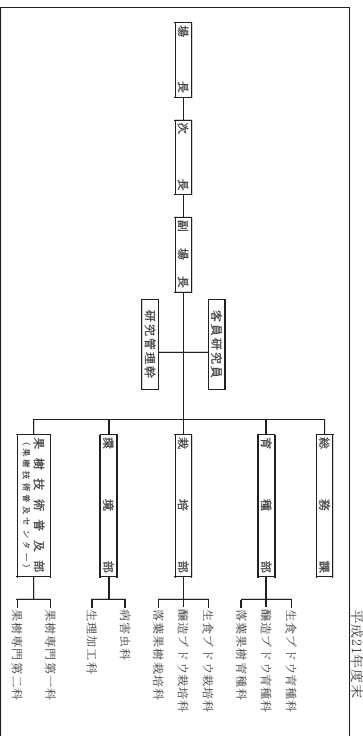 平成21年度末
場長
次長
副場長
客員研究員
研究管理幹
総務課
育種部
生食ブドウ育種科
醸造ブドウ育種科
落葉果樹育種科
栽培部
生食ブドウ栽培科
醸造ブドウ栽培科
落葉果樹栽培科
環境部
病害虫科
生理加工科
果樹技術普及部
（果樹技術普及センター）
果樹専門第一科
果樹専門第二科